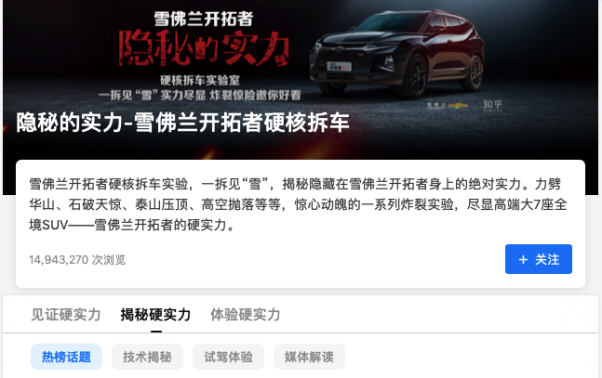 雪佛兰开拓者
隐秘的实力
硬核拆车实验室
一拆见“雪”实力尽显 炸裂惊险邀你好看
知乎
隐秘的实力-雪佛兰开拓者硬核拆车
雪佛兰开拓者硬核拆车实验，一拆见“雪”，揭秘隐藏在雪佛兰开拓者身上的绝对实力。力劈
华山、石破天惊、泰山压顶、高空抛落等等，惊心动魄的一系列炸裂实验，尽显高端大7座全
境SUV——雪佛兰开拓者的硬实力。
14,943,270 次浏览
+ 关注
见证硬实力 揭秘硬实力 体验硬实力
热榜话题 技术揭秘 试驾体验 媒体解读